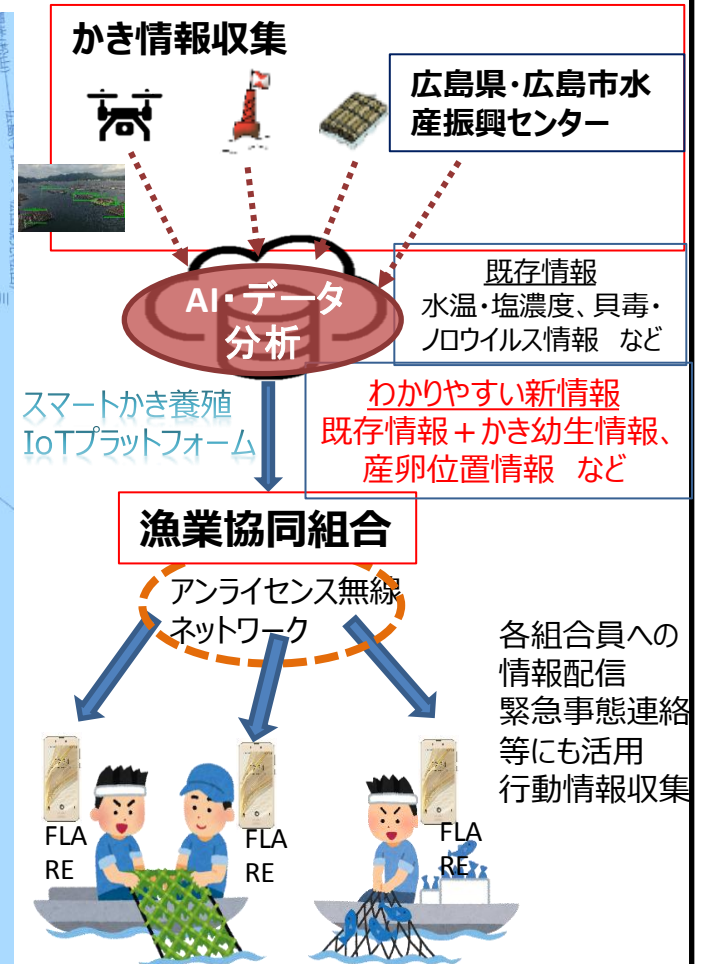 かき情報収集
広島県・広島市水
産振興センター
AI・データ
分析
既存情報
水温・塩濃度、貝毒・
ノロウイルス情報 など
スマートかき養殖
IoTプラットフォーム
わかりやすい新情報
既存情報＋かき幼生情報、
産卵位置情報 など
漁業協同組合
アンライセンス無線
ネットワーク
各組合員への
情報配信
緊急事態連絡
等にも活用
行動情報収集
FLA
RE
FLA
RE
FLA
RE